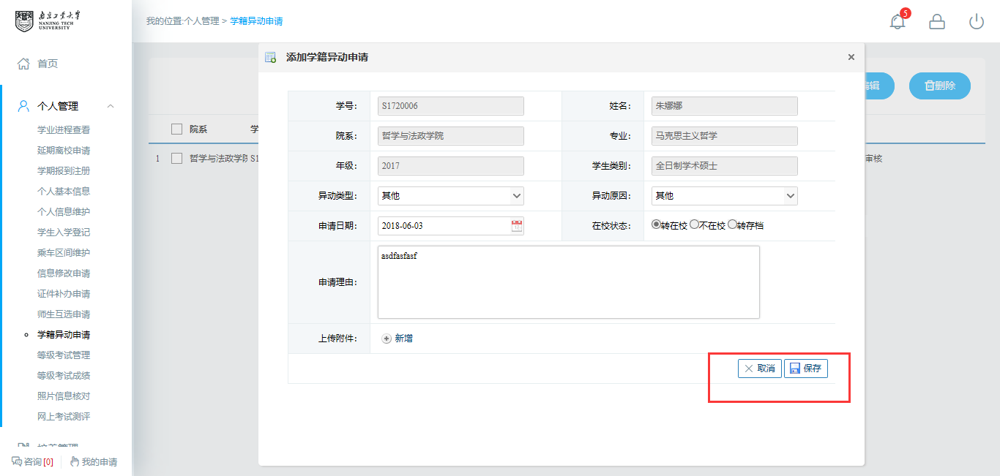 南京工业大学
NANJING TECH
UNIVERSITY
我的位置:个人管理 > 学籍异动申请
5
首页
个人管理
学业进程查看
延期离校申请
学期报到注册
个人基本信息
个人信息维护
学生入学登记
乘车区间维护
信息修改申请
证件补办申请
师生互选申请
学籍异动申请
等级考试管理
等级考试成绩
照片信息核对
网上考试测评
咨询[0]
我的申请
编辑
删除
院系 学
1 哲学与法政学院 S1
审核
添加学籍异动申请
学号: S1720006 姓名: 朱娜娜
院系: 哲学与法政学院 专业: 马克思主义哲学
年级: 2017 学生类别: 全日制学术硕士
异动类型: 其他 异动原因: 其他
申请日期: 2018-06-03 在校状态: 转在校 不在校 转存档
申请理由: asdfasfasf
上传附件: 新增
取消 保存